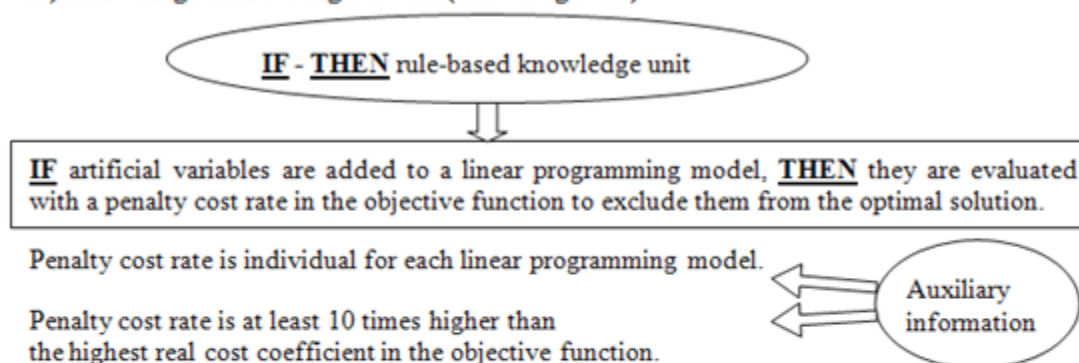 IF - THEN rule-based knowledge unit
IF artificial variables are added to a linear programming model, THEN they are evaluated
with a penalty cost rate in the objective function to exclude them from the optimal solution.
Penalty cost rate is individual for each linear programming model.
Penalty cost rate is at least 10 times higher than
the highest real cost coefficient in the objective function.
Auxiliary
information